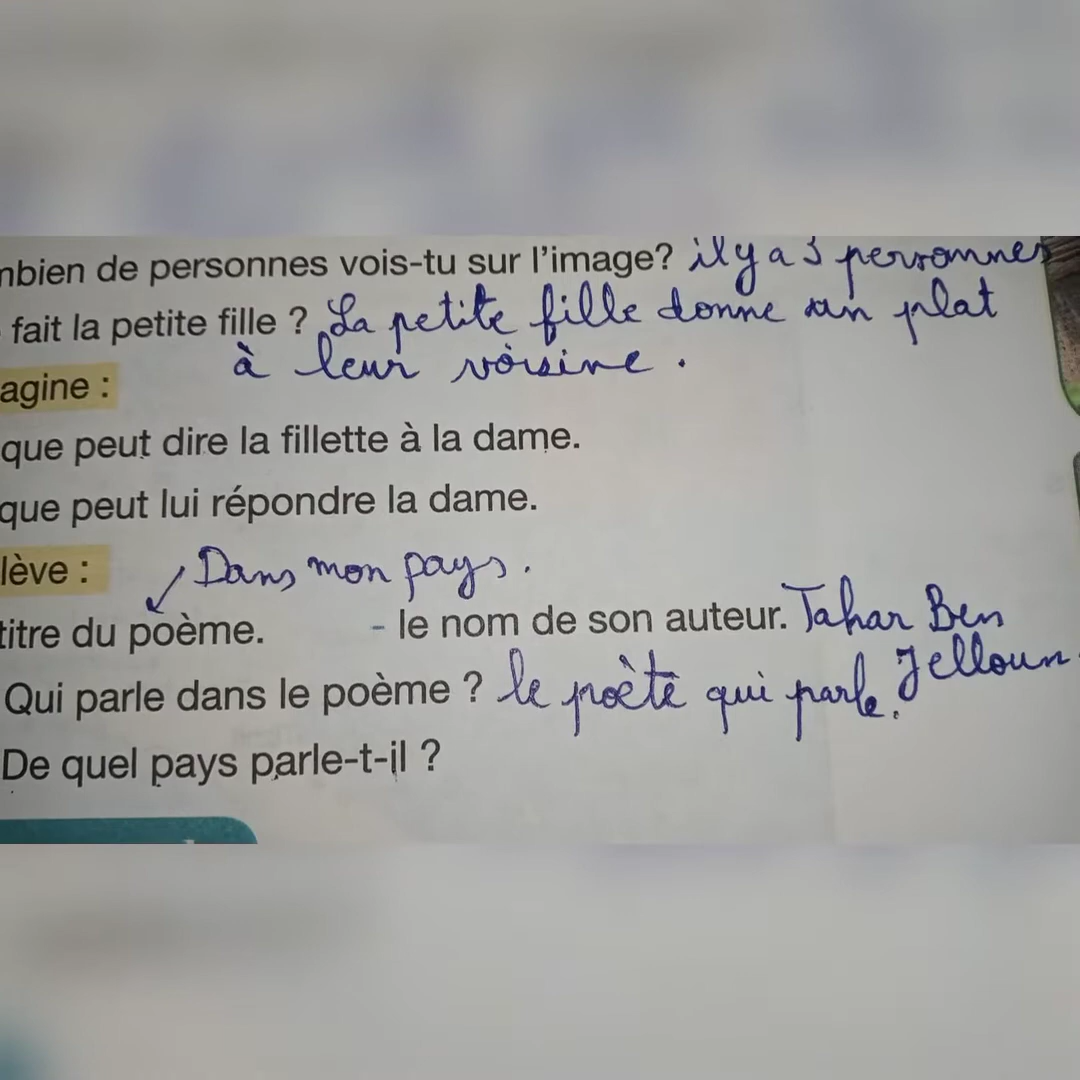 mbien de personnes vois-tu sur l'image? il y a 3 personnes
fait la petite fille ? La petite fille donne un plat
à leur voisine.
agine :
que peut dire la fillette à la dame.
que peut lui répondre la dame.
lève :
Dans mon pays.
titre du poème. - le nom de son auteur. Tahar Ben
Jelloun.
Qui parle dans le poème ? le poète qui parle.
De quel pays parle-t-il ?